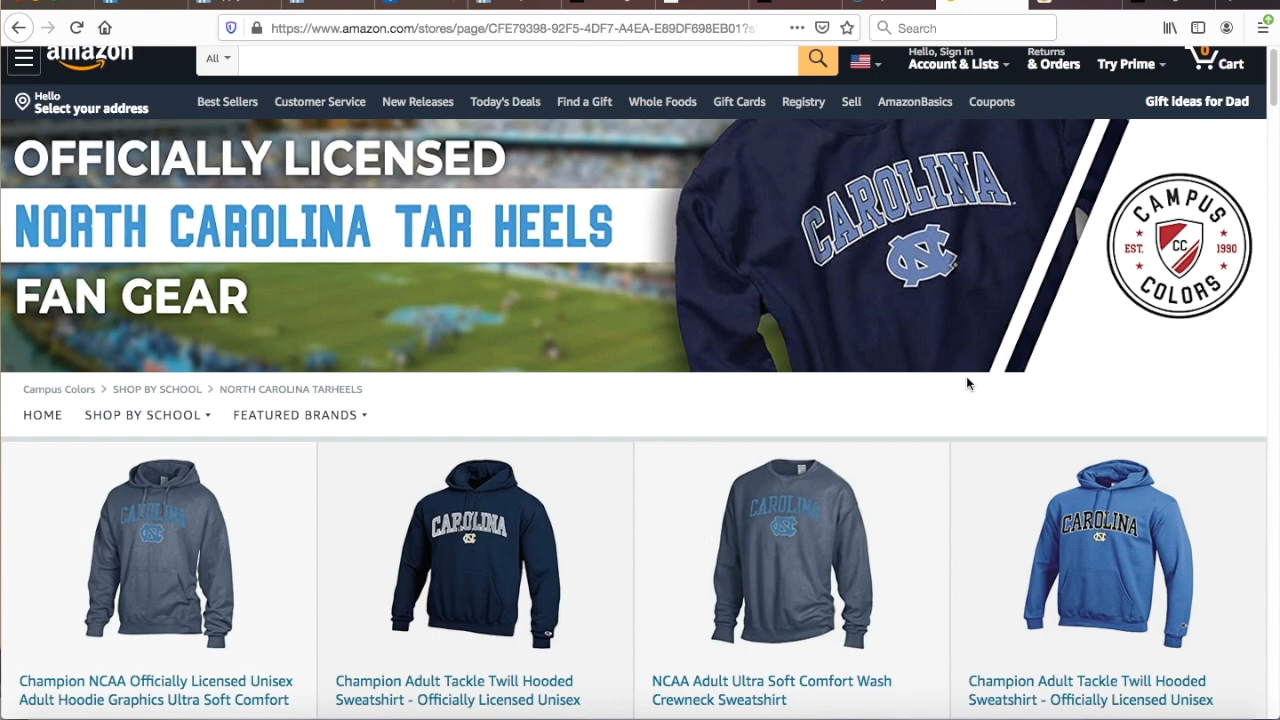 https://www.amazon.com/stores/page/CFE79398-92F5-4DF7-A4EA-E89DF698EB01?s
Search
amazon
All
Hello, Sign in
Account & Lists
Returns
& Orders
Try Prime
0
Cart
Hello
Select your address
Best Sellers
Customer Service
New Releases
Today's Deals
Find a Gift
Whole Foods
Gift Cards
Registry
Sell
AmazonBasics
Coupons
Gift ideas for Dad
OFFICIALLY LICENSED
NORTH CAROLINA TAR HEELS
FAN GEAR
CAROLINA
NC
CAMPUS
EST. CC 1990
COLORS
Campus Colors > SHOP BY SCHOOL > NORTH CAROLINA TARHEELS
HOME
SHOP BY SCHOOL
FEATURED BRANDS
CAROLINA
NC
CAROLINA
NC
CAROLINA
NC
CAROLINA
NC
Champion NCAA Officially Licensed Unisex
Adult Hoodie Graphics Ultra Soft Comfort
Champion Adult Tackle Twill Hooded
Sweatshirt - Officially Licensed Unisex
NCAA Adult Ultra Soft Comfort Wash
Crewneck Sweatshirt
Champion Adult Tackle Twill Hooded
Sweatshirt - Officially Licensed Unisex